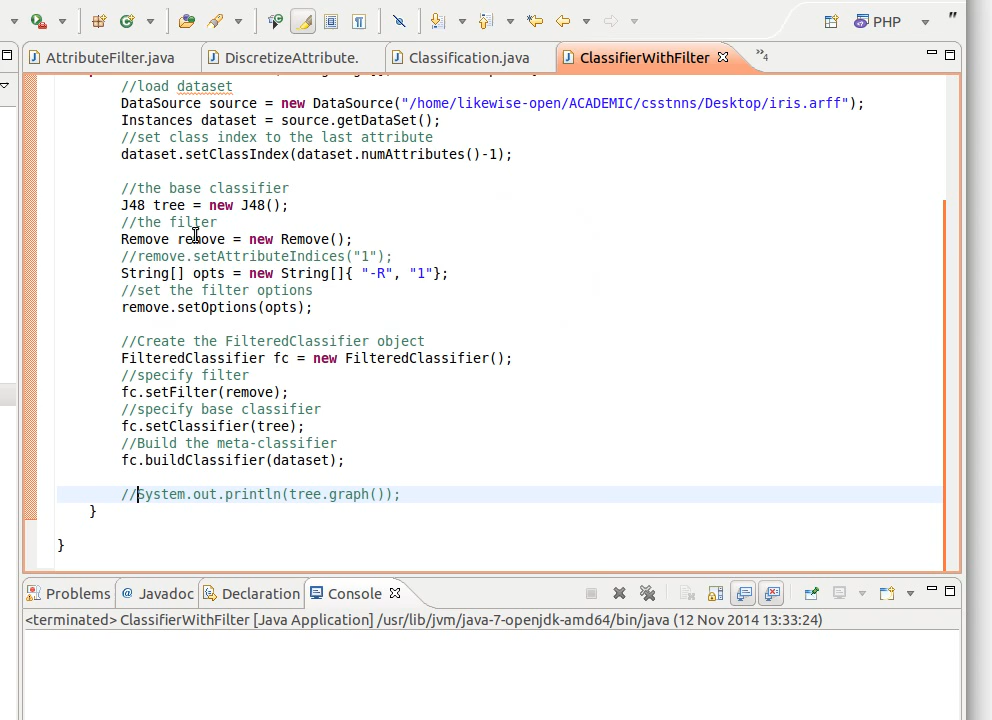 PHP
"
AttributeFilter.java
DiscretizeAttribute.
Classification.java
ClassifierWithFilter
»4
//load dataset
DataSource source = new DataSource("/home/likewise-open/ACADEMIC/csstnns/Desktop/iris.arff");
Instances dataset = source.getDataSet();
//set class index to the last attribute
dataset.setClassIndex(dataset.numAttributes()-1);
//the base classifier
J48 tree = new J48();
//the filter
Remove remove = new Remove();
//remove.setAttributeIndices("1");
String[] opts = new String[]{ "-R", "1"};
//set the filter options
remove.setOptions(opts);
//Create the FilteredClassifier object
FilteredClassifier fc = new FilteredClassifier();
//specify filter
fc.setFilter(remove);
//specify base classifier
fc.setClassifier(tree);
//Build the meta-classifier
fc.buildClassifier(dataset);
//System.out.println(tree.graph());
}
}
Problems
@ Javadoc
Declaration
Console
<terminated> ClassifierWithFilter [Java Application] /usr/lib/jvm/java-7-openjdk-amd64/bin/java (12 Nov 2014 13:33:24)